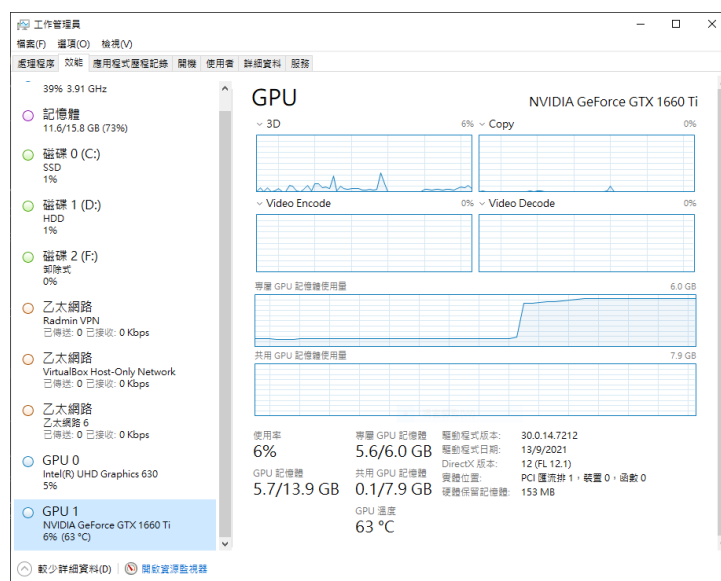 工作管理員
檔案(F) 選項(O) 檢視(V)
處理程序 效能 應用程式歷程記錄 開機 使用者 詳細資料 服務
39% 3.91 GHz
記憶體
11.6/15.8 GB (73%)
磁碟 0 (C:)
SSD
1%
磁碟 1 (D:)
HDD
1%
磁碟 2 (F:)
卸除式
0%
乙太網路
Radmin VPN
已傳送: 0 已接收: 0 Kbps
乙太網路
VirtualBox Host-Only Network
已傳送: 0 已接收: 0 Kbps
乙太網路
乙太網路 6
已傳送: 0 已接收: 0 Kbps
GPU 0
Intel(R) UHD Graphics 630
5%
GPU 1
NVIDIA GeForce GTX 1660 Ti
6% (63 °C)
GPU NVIDIA GeForce GTX 1660 Ti
3D 6% Copy 0%
Video Encode 0% Video Decode 0%
專屬 GPU 記憶體使用量 6.0 GB
共用 GPU 記憶體使用量 7.9 GB
使用率
6%
專屬 GPU 記憶體
5.6/6.0 GB
GPU 記憶體
5.7/13.9 GB
共用 GPU 記憶體
0.1/7.9 GB
GPU 溫度
63 °C
驅動程式版本: 30.0.14.7212
驅動程式日期: 13/9/2021
DirectX 版本: 12 (FL 12.1)
實體位置: PCI 匯流排 1，裝置 0，函數 0
硬體保留記憶體: 153 MB
較少詳細資料(D) 開啟資源監視器